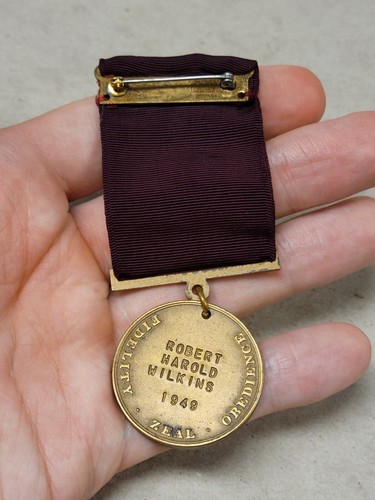 ROBERT
HAROLD
WILKINS
1949
FIDELITY · ZEAL · OBEDIENCE